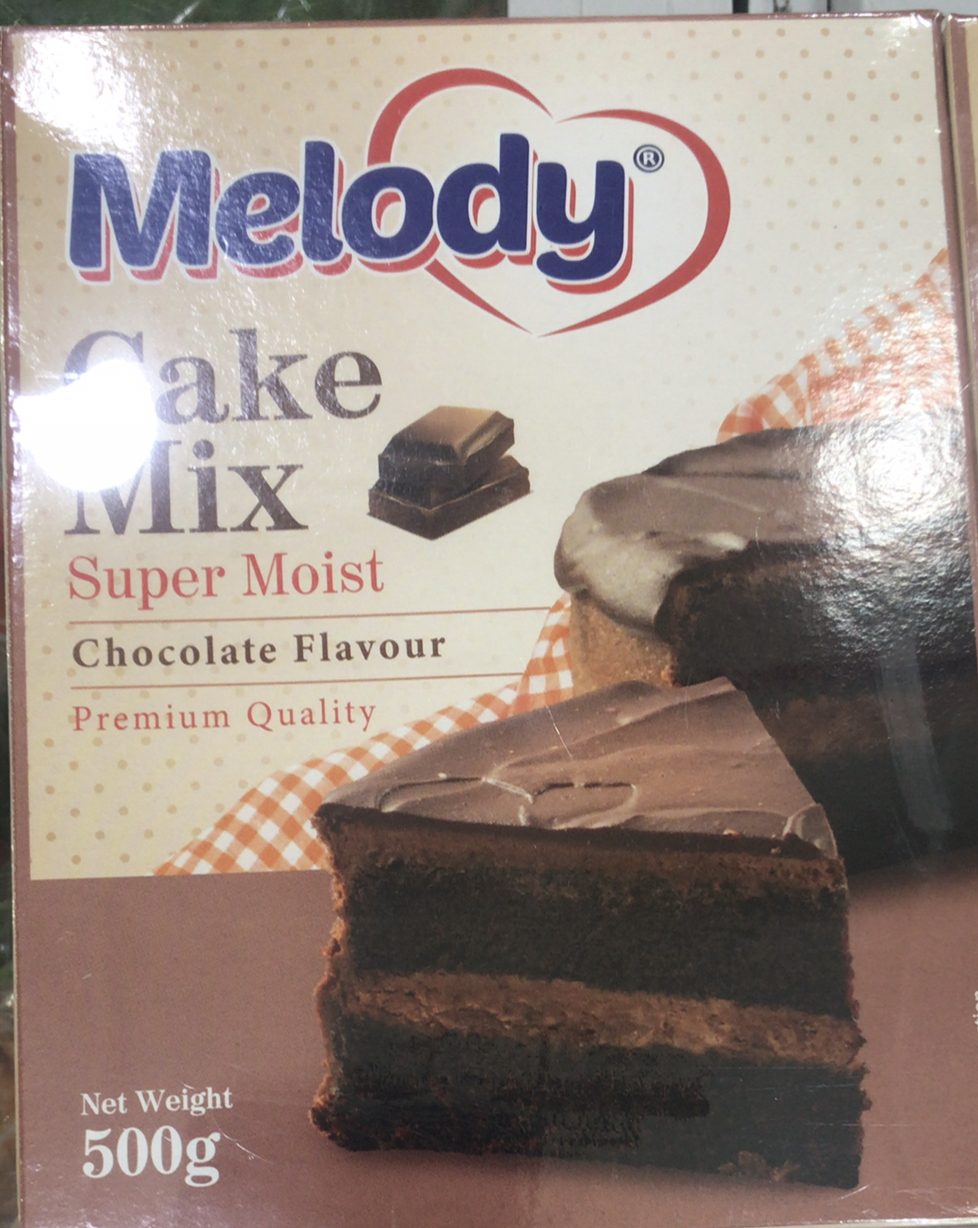 Melody®
Cake
Mix
Super Moist
Chocolate Flavour
Premium Quality
Net Weight
500g